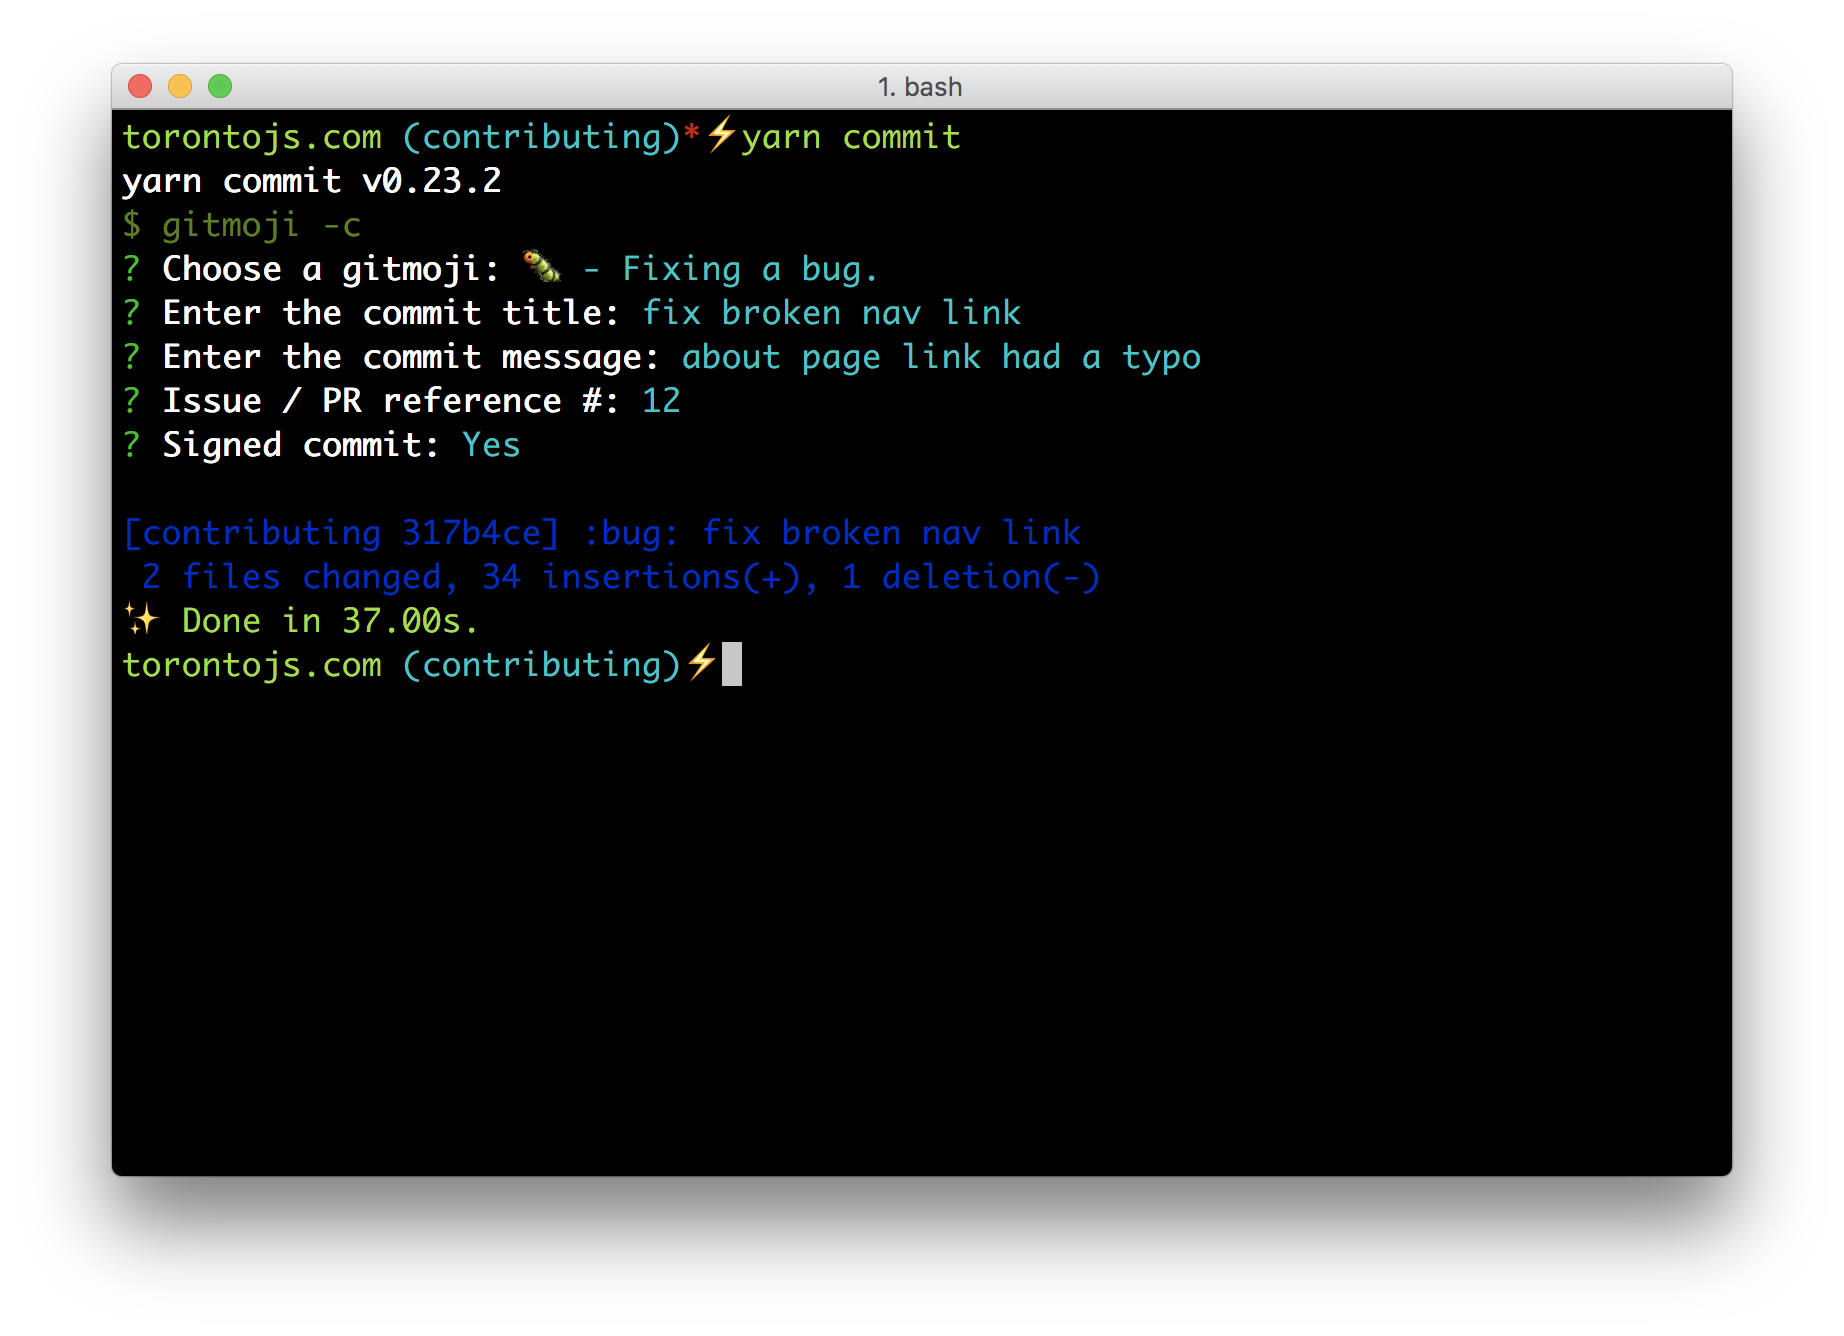 1. bash
torontojs.com (contributing)*⚡yarn commit
yarn commit v0.23.2
$ gitmoji -c
? Choose a gitmoji: 🐛 - Fixing a bug.
? Enter the commit title: fix broken nav link
? Enter the commit message: about page link had a typo
? Issue / PR reference #: 12
? Signed commit: Yes
[contributing 317b4ce] :bug: fix broken nav link
2 files changed, 34 insertions(+), 1 deletion(-)
✨ Done in 37.00s.
torontojs.com (contributing)⚡